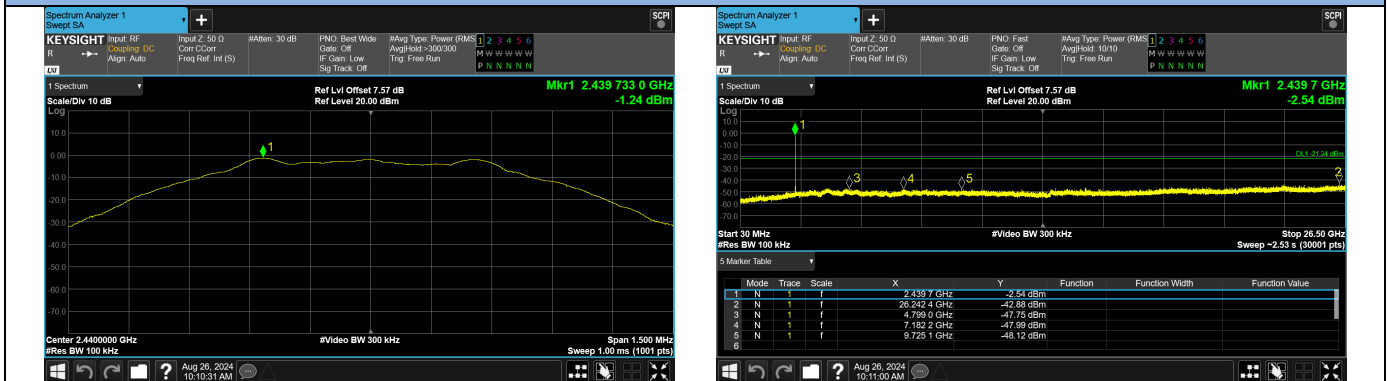 Spectrum Analyzer 1
Swept SA
SCPI
KEYSIGHT
R
LXI
Input: RF
Coupling: DC
Align: Auto
Input Z: 50 Ω
Corr CCorr
Freq Ref: Int (S)
#Atten: 30 dB
PNO: Best Wide
Gate: Off
IF Gain: Low
Sig Track: Off
#Avg Type: Power (RMS
Avg|Hold:>300/300
Trig: Free Run
1 2 3 4 5 6
M W W W W W
P N N N N N
1 Spectrum
Scale/Div 10 dB
Ref Lvl Offset 7.57 dB
Ref Level 20.00 dBm
Mkr1 2.439 733 0 GHz
-1.24 dBm
Log
10.0
0.00
-10.0
-20.0
-30.0
-40.0
-50.0
-60.0
-70.0
1
Center 2.4400000 GHz
#Res BW 100 kHz
#Video BW 300 kHz
Span 1.500 MHz
Sweep 1.00 ms (1001 pts)
?
Aug 26, 2024
10:10:31 AM
Spectrum Analyzer 1
Swept SA
SCPI
KEYSIGHT
R
LXI
Input: RF
Coupling: DC
Align: Auto
Input Z: 50 Ω
Corr CCorr
Freq Ref: Int (S)
#Atten: 30 dB
PNO: Fast
Gate: Off
IF Gain: Low
Sig Track: Off
#Avg Type: Power (RMS
Avg|Hold: 10/10
Trig: Free Run
1 2 3 4 5 6
M W W W W W
P N N N N N
1 Spectrum
Scale/Div 10 dB
Ref Lvl Offset 7.57 dB
Ref Level 20.00 dBm
Mkr1 2.439 7 GHz
-2.54 dBm
Log
10.0
0.00
-10.0
-20.0
-30.0
-40.0
-50.0
-60.0
-70.0
DL1 -21.24 dBm
1
2
3
4
5
Start 30 MHz
#Res BW 100 kHz
#Video BW 300 kHz
Stop 26.50 GHz
Sweep ~2.53 s (30001 pts)
5 Marker Table
Mode Trace Scale X Y Function Function Width Function Value
1 N 1 f 2.439 7 GHz -2.54 dBm
2 N 1 f 26.242 4 GHz -42.88 dBm
3 N 1 f 4.799 0 GHz -47.75 dBm
4 N 1 f 7.182 2 GHz -47.99 dBm
5 N 1 f 9.725 1 GHz -48.12 dBm
6
?
Aug 26, 2024
10:11:00 AM